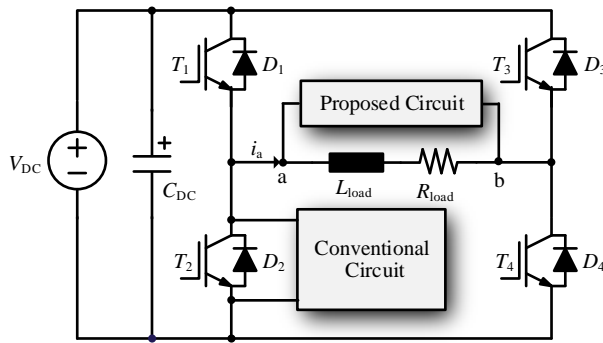 T1 D1 T3 D3
Proposed Circuit
+
+ ia
VDC − a b
CDC Lload Rload
Conventional
Circuit
T2 D2 T4 D4